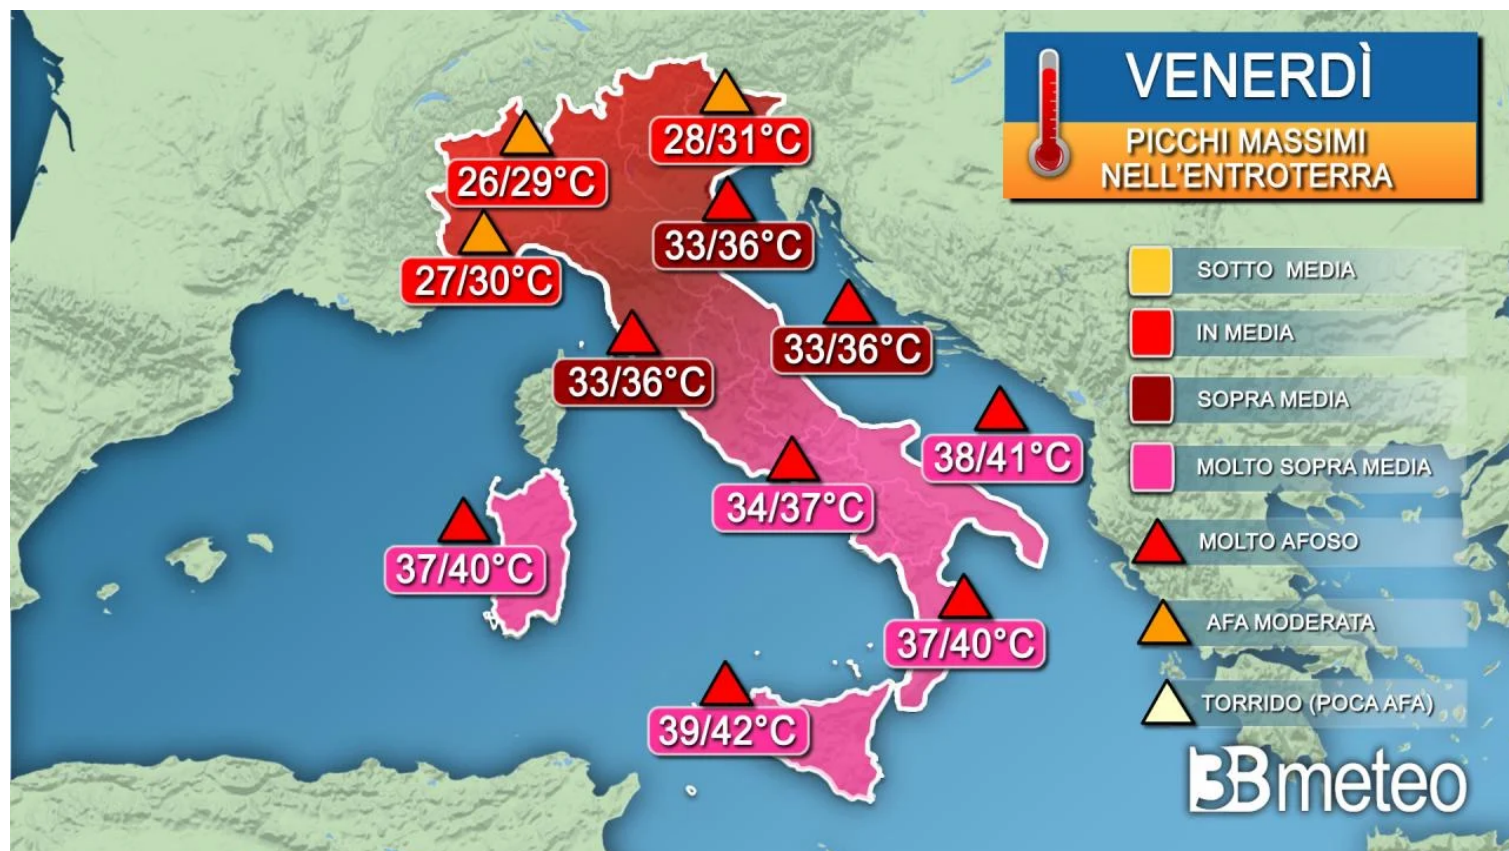 VENERDÌ
PICCHI MASSIMI
NELL'ENTROTERRA
28/31°C
26/29°C
33/36°C
27/30°C
33/36°C
33/36°C
38/41°C
34/37°C
37/40°C
37/40°C
39/42°C
SOTTO MEDIA
IN MEDIA
SOPRA MEDIA
MOLTO SOPRA MEDIA
MOLTO AFOSO
AFA MODERATA
TORRIDO (POCA AFA)
3Bmeteo